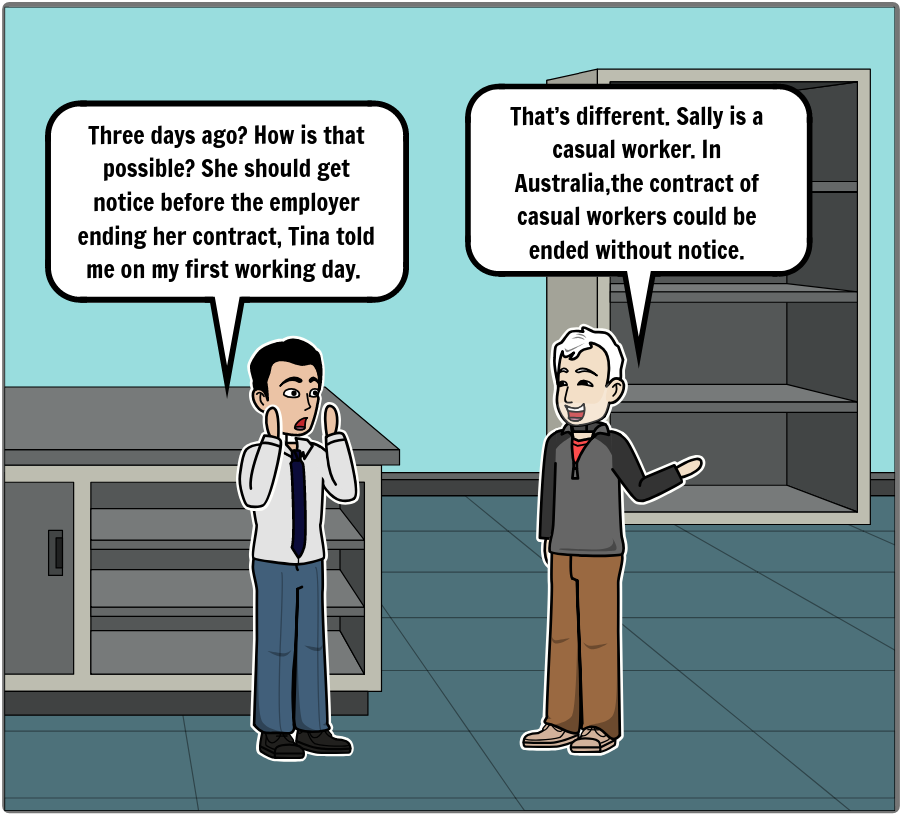 Three days ago? How is that
possible? She should get
notice before the employer
ending her contract, Tina told
me on my first working day.
That's different. Sally is a
casual worker. In
Australia,the contract of
casual workers could be
ended without notice.